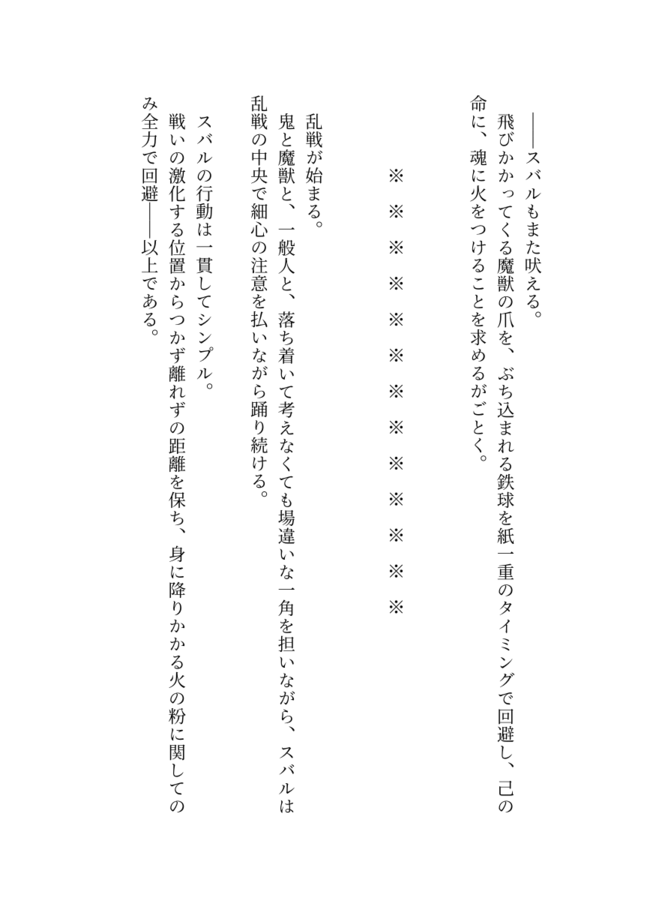 ――スバルもまた吠える。
飛びかかってくる魔獣の爪を、ぶち込まれる鉄球を紙一重のタイミングで回避し、己の
命に、魂に火をつけることを求めるがごとく。
※ ※ ※ ※ ※ ※ ※ ※ ※ ※ ※ ※ ※
乱戦が始まる。
鬼と魔獣と、一般人と、落ち着いて考えなくても場違いな一角を担いながら、スバルは
乱戦の中央で細心の注意を払いながら踊り続ける。
スバルの行動は一貫してシンプル。
戦いの激化する位置からつかず離れずの距離を保ち、身に降りかかる火の粉に関しての
み全力で回避――以上である。